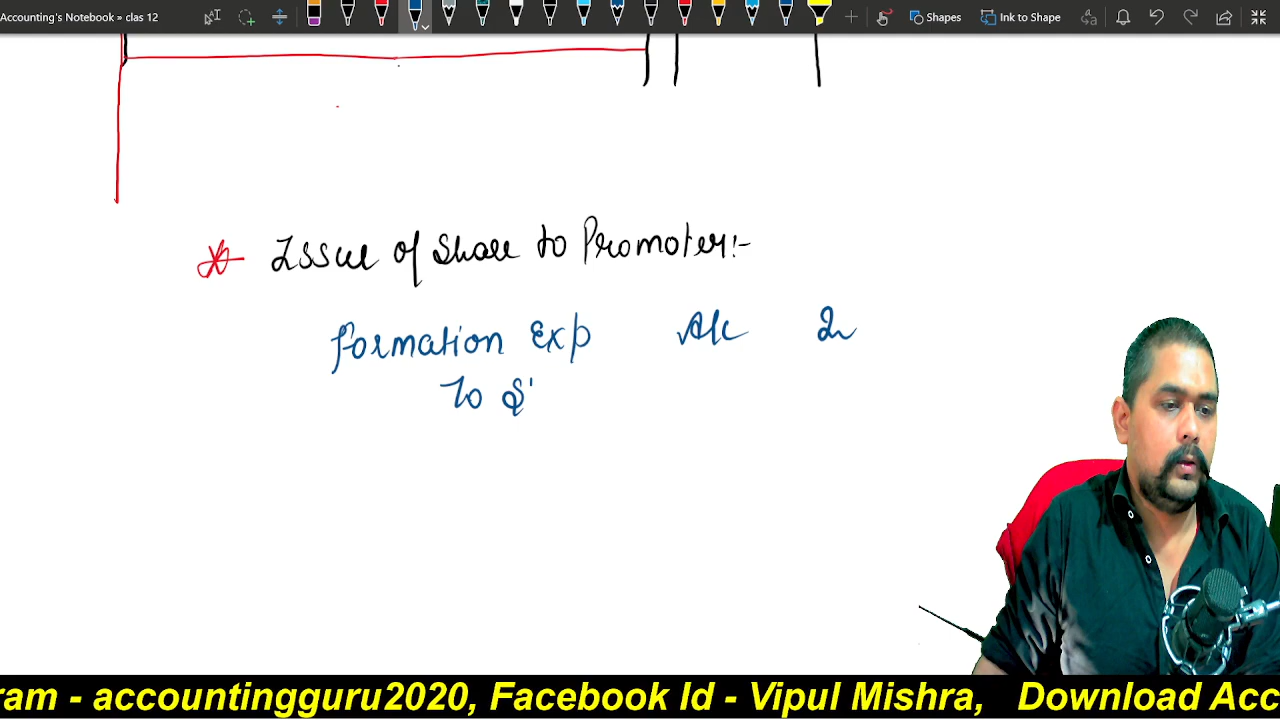 Accounting's Notebook » clas 12
Shapes
Ink to Shape
Issue of Share to Promoter:-
formation Exp A/c Dr
To S
ram - accountingguru2020, Facebook Id - Vipul Mishra, Download Acc